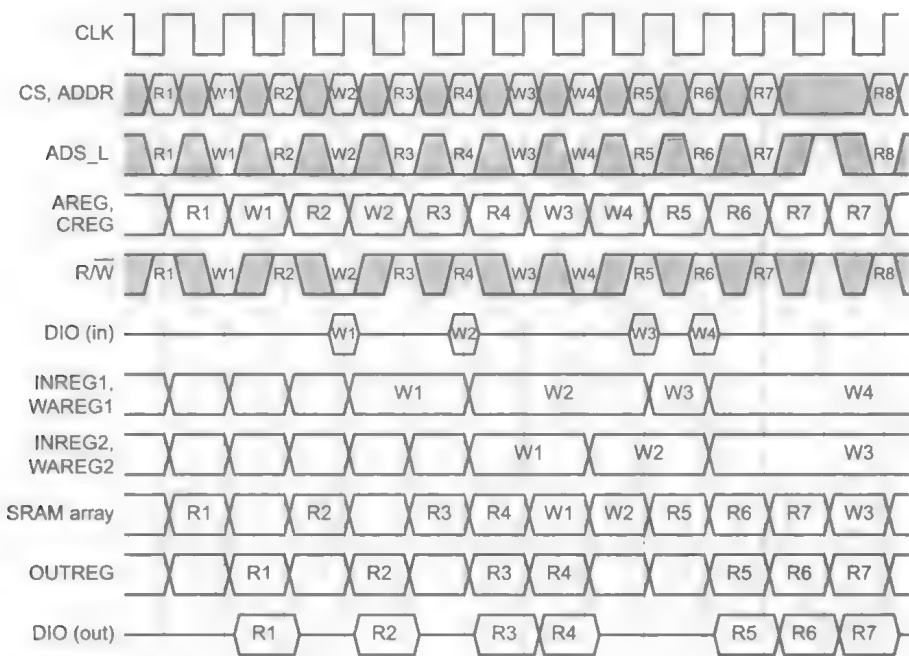 CLK
CS, ADDR R1 W1 R2 W2 R3 R4 W3 W4 R5 R6 R7 R8
ADS_L R1 W1 R2 W2 R3 R4 W3 W4 R5 R6 R7 R8
AREG,
CREG R1 W1 R2 W2 R3 R4 W3 W4 R5 R6 R7 R7
R/W̅ R1 W1 R2 W2 R3 R4 W3 W4 R5 R6 R7 R8
DIO (in) W1 W2 W3 W4
INREG1,
WAREG1 W1 W2 W3 W4
INREG2,
WAREG2 W1 W2 W3
SRAM array R1 R2 R3 R4 W1 W2 R5 R6 R7 W3
OUTREG R1 R2 R3 R4 R5 R6 R7
DIO (out) R1 R2 R3 R4 R5 R6 R7